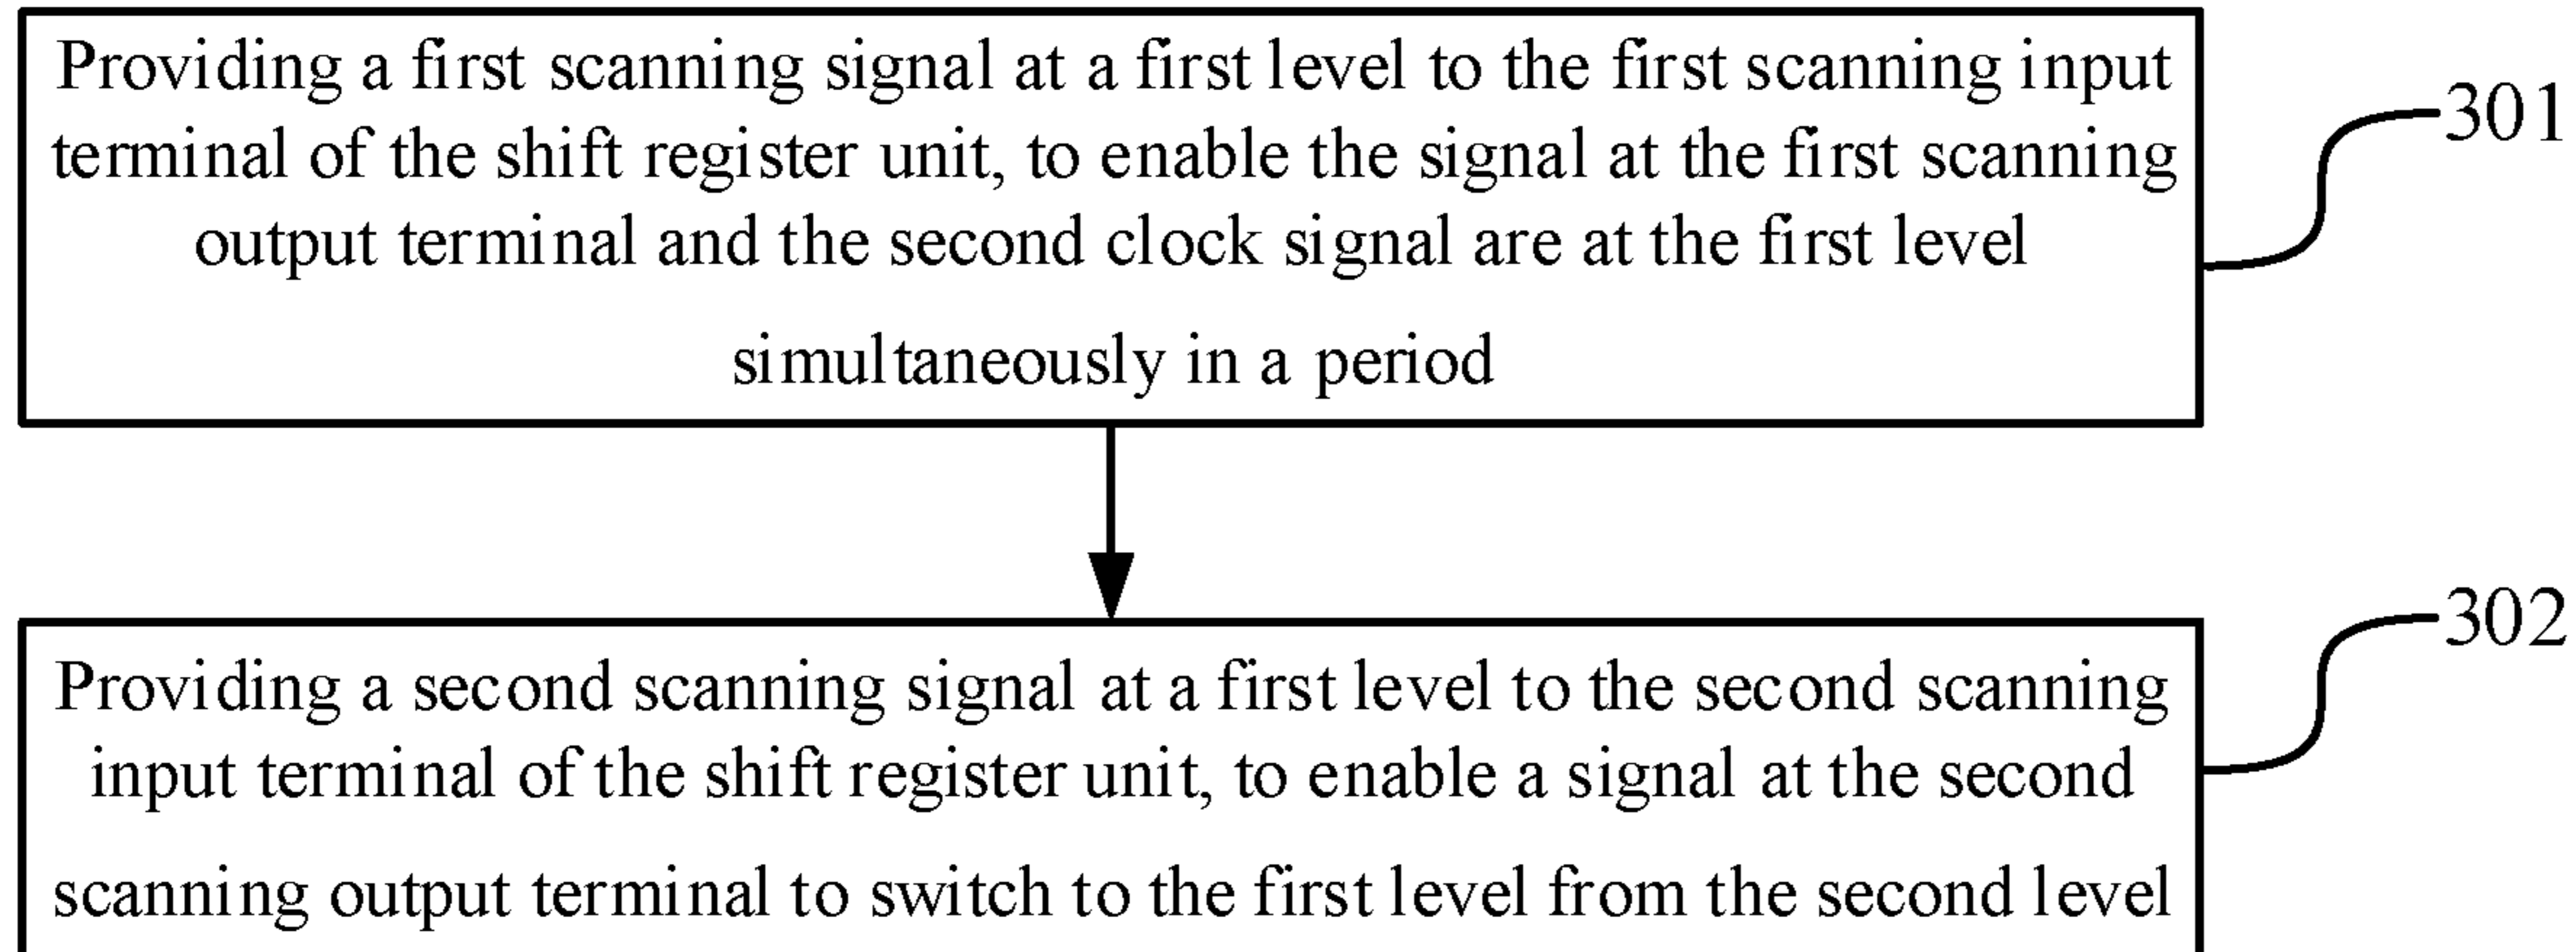 Providing a first scanning signal at a first level to the first scanning input
terminal of the shift register unit, to enable the signal at the first scanning
output terminal and the second clock signal are at the first level
simultaneously in a period
301
Providing a second scanning signal at a first level to the second scanning
input terminal of the shift register unit, to enable a signal at the second
scanning output terminal to switch to the first level from the second level
302